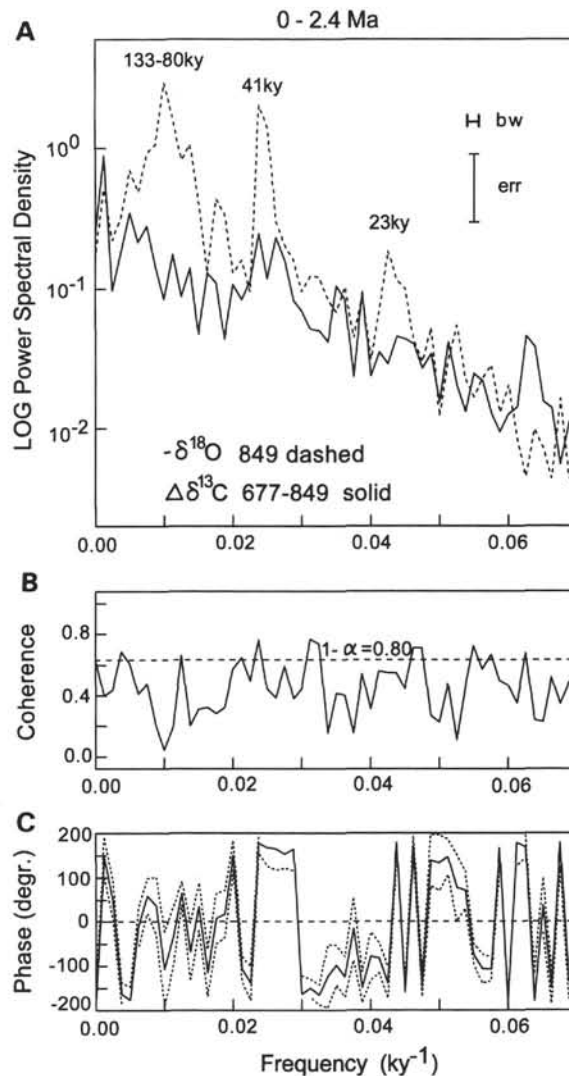 0 - 2.4 Ma
A
133-80ky
41ky
bw
err
23ky
10⁰
10⁻¹
10⁻²
LOG Power Spectral Density
-δ¹⁸O 849 dashed
Δδ¹³C 677-849 solid
0.00 0.02 0.04 0.06
B
1-α=0.80
0.8
0.4
0.0
Coherence
0.00 0.02 0.04 0.06
C
200
100
0
-100
-200
Phase (degr.)
0.00 0.02 0.04 0.06
Frequency (ky⁻¹)